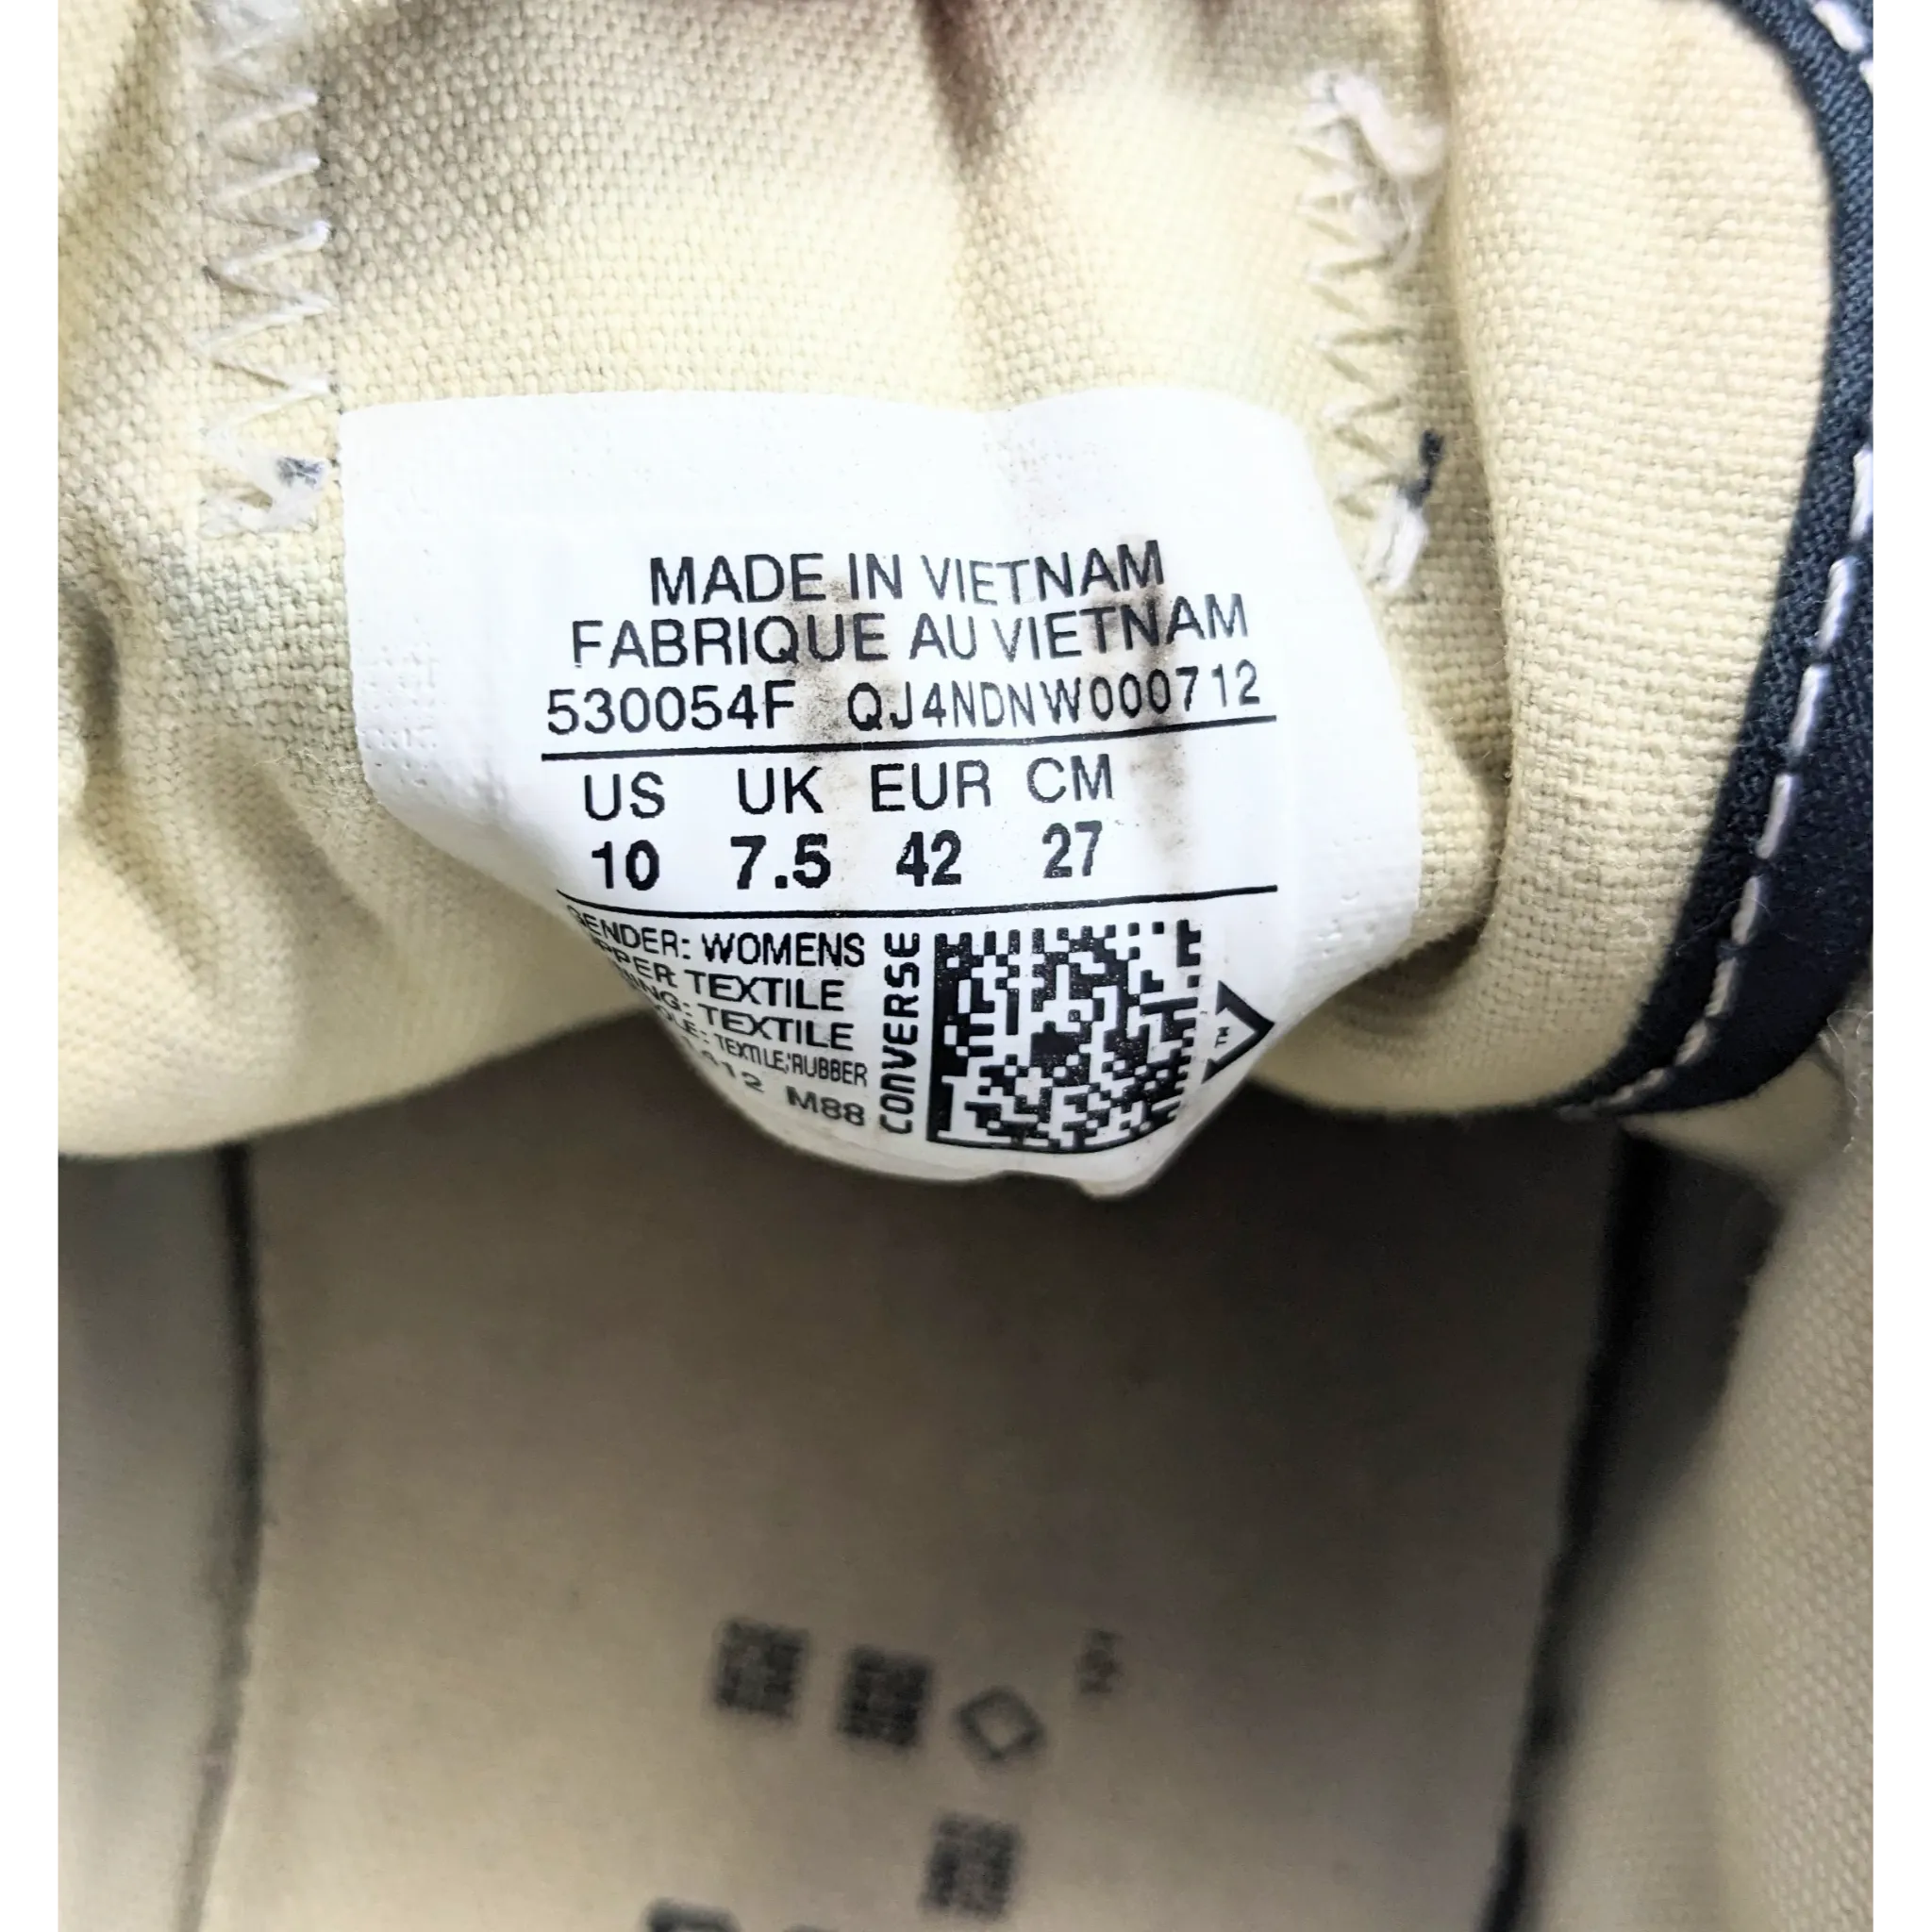 MADE IN VIETNAM
FABRIQUE AU VIETNAM
530054F QJ4NDNW000712
US UK EUR CM
10 7.5 42 27
GENDER: WOMENS
TEXTILE
TEXTILE
TEXTILE/RUBBER
M88
CONVERSE